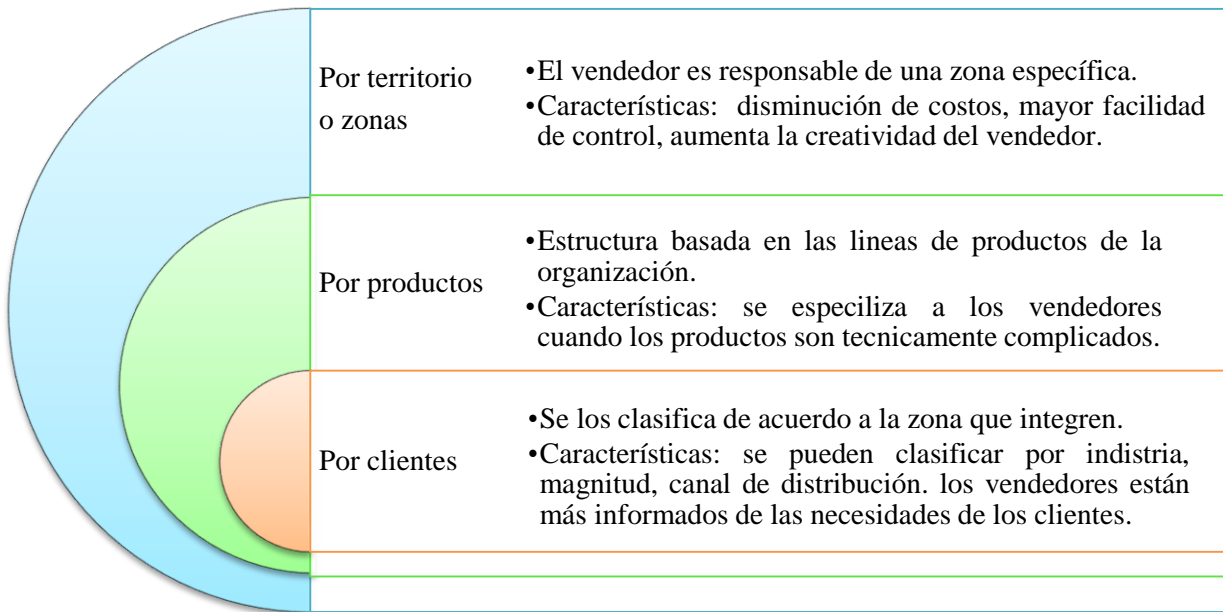 Por territorio
o zonas
•El vendedor es responsable de una zona específica.
•Características: disminución de costos, mayor facilidad
de control, aumenta la creatividad del vendedor.
Por productos
•Estructura basada en las lineas de productos de la
organización.
•Características: se especiliza a los vendedores
cuando los productos son tecnicamente complicados.
Por clientes
•Se los clasifica de acuerdo a la zona que integren.
•Características: se pueden clasificar por indistria,
magnitud, canal de distribución. los vendedores están
más informados de las necesidades de los clientes.